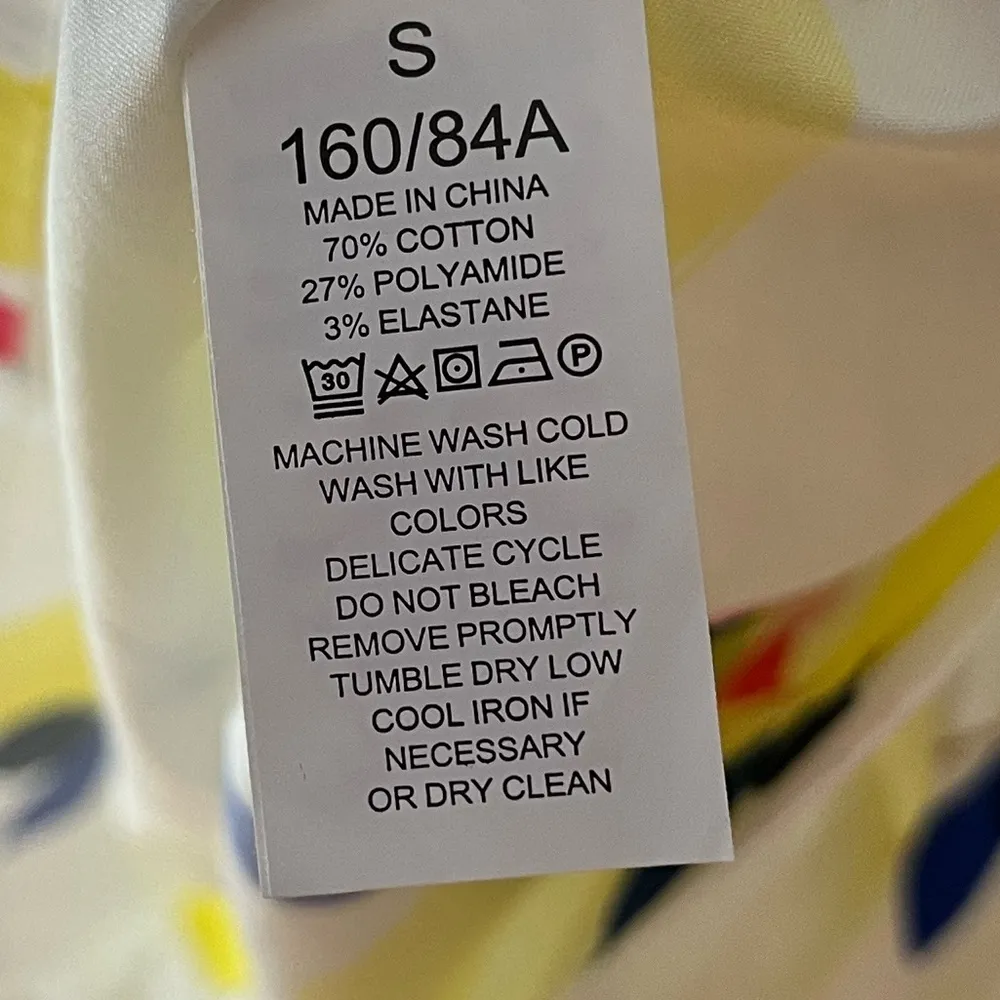 S
160/84A
MADE IN CHINA
70% COTTON
27% POLYAMIDE
3% ELASTANE
30 P
MACHINE WASH COLD
WASH WITH LIKE
COLORS
DELICATE CYCLE
DO NOT BLEACH
REMOVE PROMPTLY
TUMBLE DRY LOW
COOL IRON IF
NECESSARY
OR DRY CLEAN